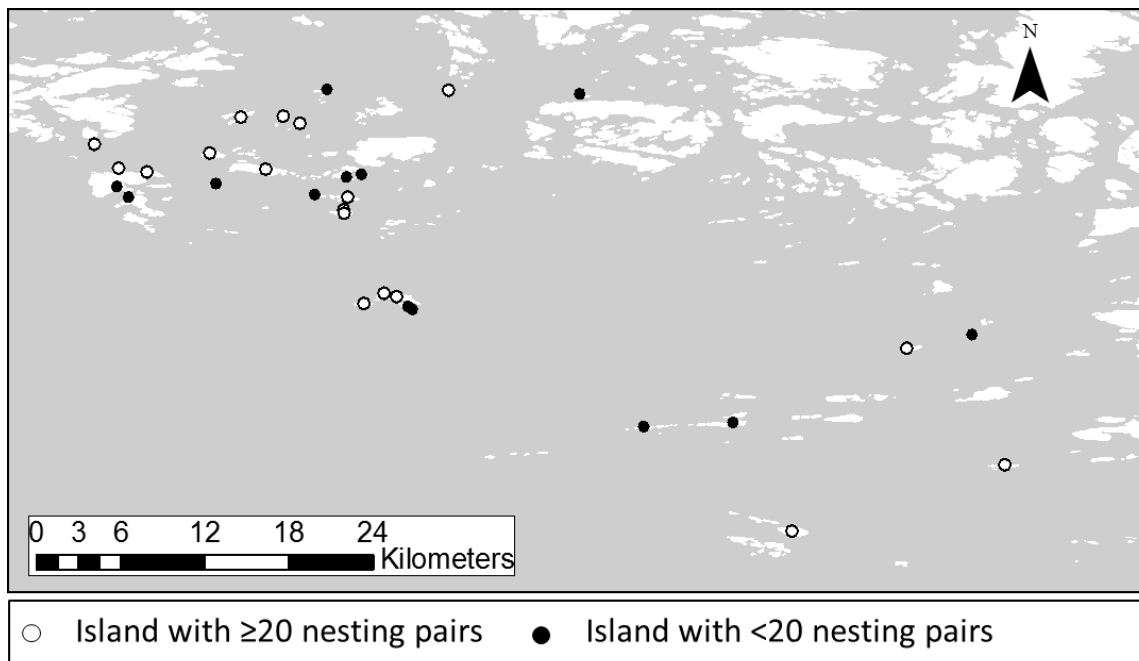 N
0 3 6 12 18 24
Kilometers
Island with ≥20 nesting pairs
Island with <20 nesting pairs